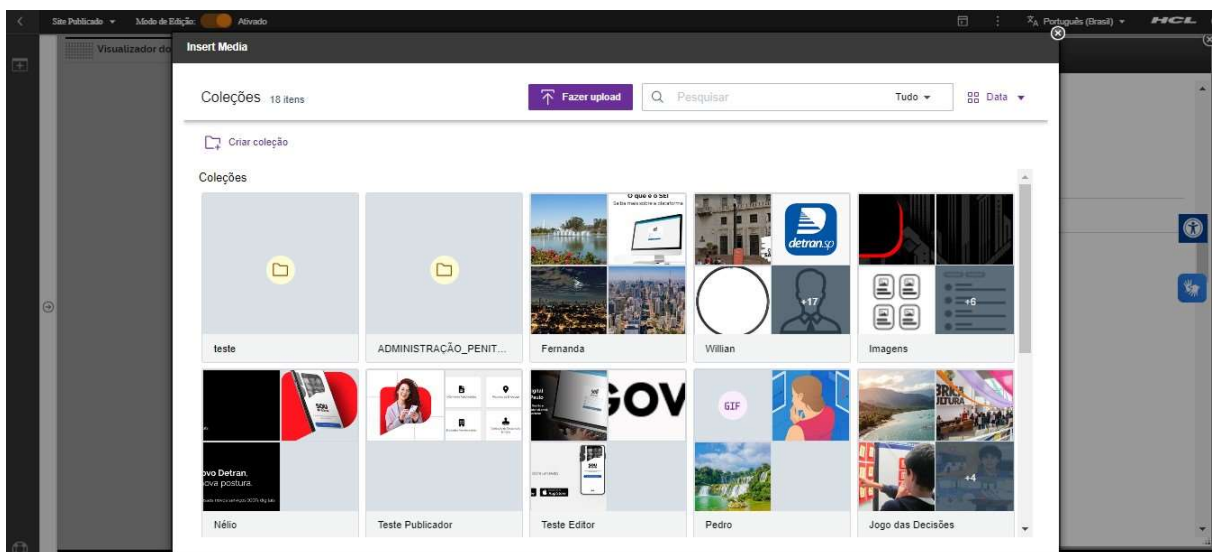 Site Publicado
Modo de Edição:
Ativado
Português (Brasil)
HCL
Visualizador do
Insert Media
Coleções 18 itens
Fazer upload
Pesquisar
Tudo
Data
Criar coleção
Coleções
O que é o SEI
detran.sp
+17
+6
teste
ADMINISTRAÇÃO_PENIT...
Fernanda
Willian
Imagens
SOU
GOV
GIF
ovo Detran,
ova postura.
+4
Nélio
Teste Publicador
Teste Editor
Pedro
Jogo das Decisões